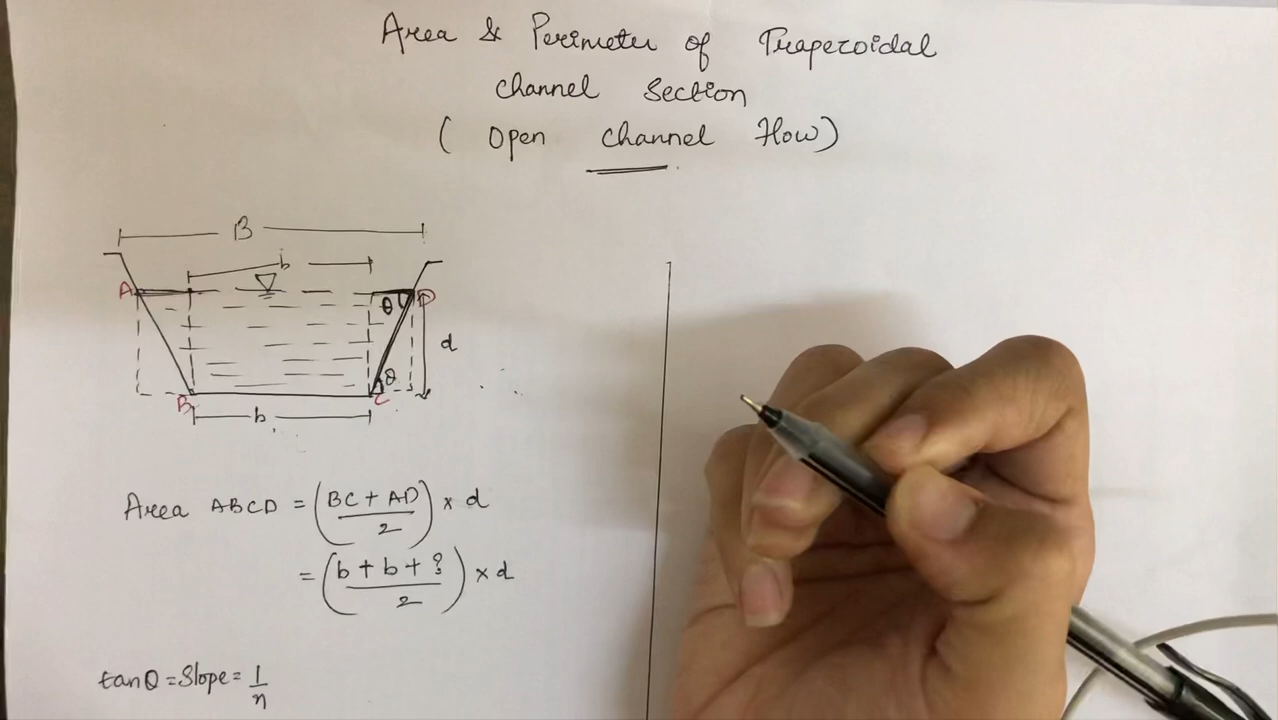 Area & Perimeter of Trapezoidal
channel section
( Open channel flow)
B
b
A
θ
D
d
θ
B
C
b
Area ABCD = (BC + AD / 2) × d
= (b + b + ? / 2) × d
tanθ = Slope = 1/n